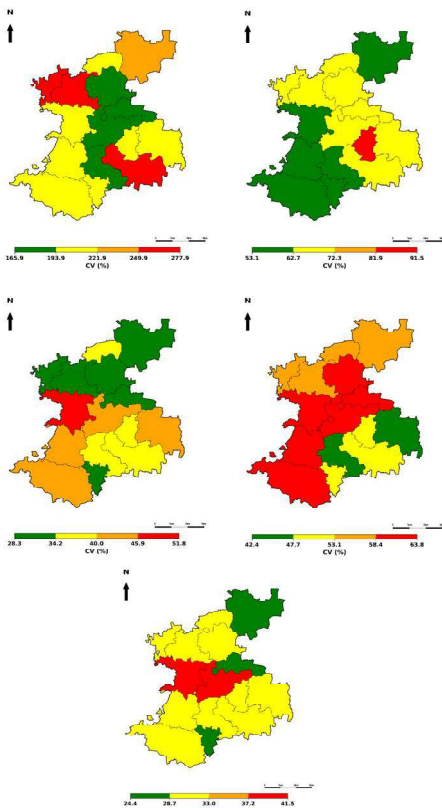 N
N
165.9 193.9 221.9 249.9 277.9
CV (%)
53.1 62.7 72.3 81.9 91.5
CV (%)
N
N
28.3 34.2 40.0 45.9 51.8
CV (%)
42.4 47.7 53.1 58.4 63.8
CV (%)
N
24.4 28.7 33.0 37.2 41.5
CV (%)